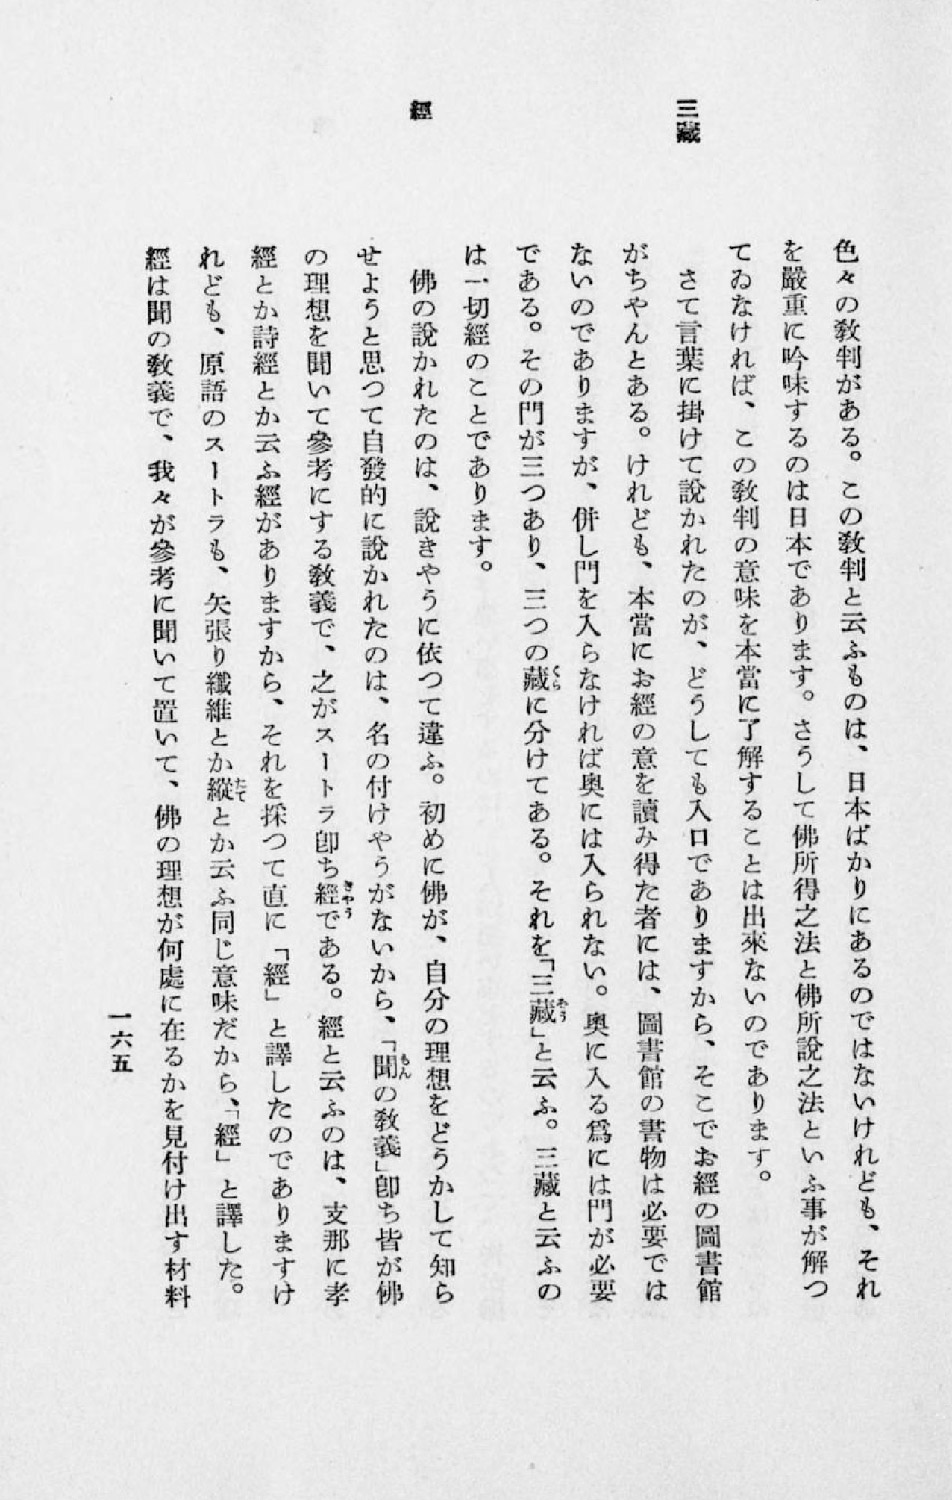 三藏
經
色々の教判がある。この教判と云ふものは、日本ばかりにあるのではないけれども、それ
を嚴重に吟味するのは日本であります。さうして佛所得之法と佛所說之法といふ事が解つ
てゐなければ、この教判の意味を本當に了解することは出來ないのであります。
さて言葉に掛けて說かれたのが、どうしても入口でありますから、そこでお經の圖書館
がちやんとある。けれども、本當にお經の意を讀み得た者には、圖書館の書物は必要では
ないのでありますが、併し門を入らなければ奧には入られない。奧に入る爲には門が必要
である。その門が三つあり、三つの藏くらに分けてある。それを「三藏ざう」と云ふ。三藏と云ふの
は一切經のことであります。
佛の說かれたのは、說きやうに依つて違ふ。初めに佛が、自分の理想をどうかして知ら
せようと思つて自發的に說かれたのは、名の付けやうがないから、「聞もんの敎義」卽ち皆が佛
の理想を聞いて參考にする敎義で、之がスートラ卽ち經きやうである。經と云ふのは、支那に孝
經とか詩經とか云ふ經がありますから、それを採つて直に「經」と譯したのでありますけ
れども、原語のスートラも、矢張り纖維とか縱たてとか云ふ同じ意味だから、「經」と譯した。
經は聞の敎義で、我々が參考に聞いて置いて、佛の理想が何處に在るかを見付け出す材料
一六五